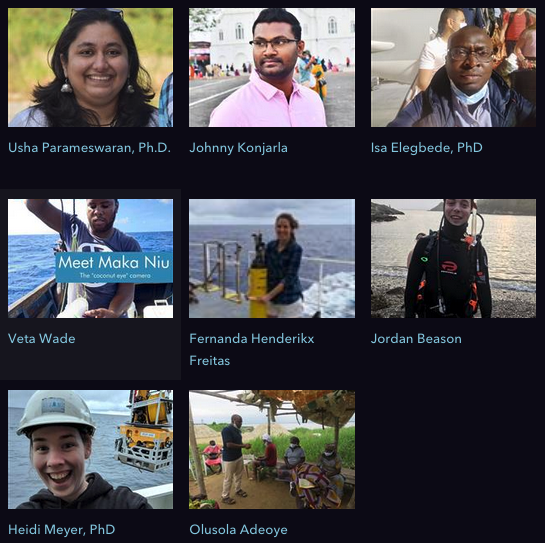 Usha Parameswaran, Ph.D.
Johnny Konjarla
Isa Elegbede, PhD
Meet Maka Niu
The "coconut eye" camera
Veta Wade
Fernanda Henderikx
Freitas
Jordan Beason
Heidi Meyer, PhD
Olusola Adeoye